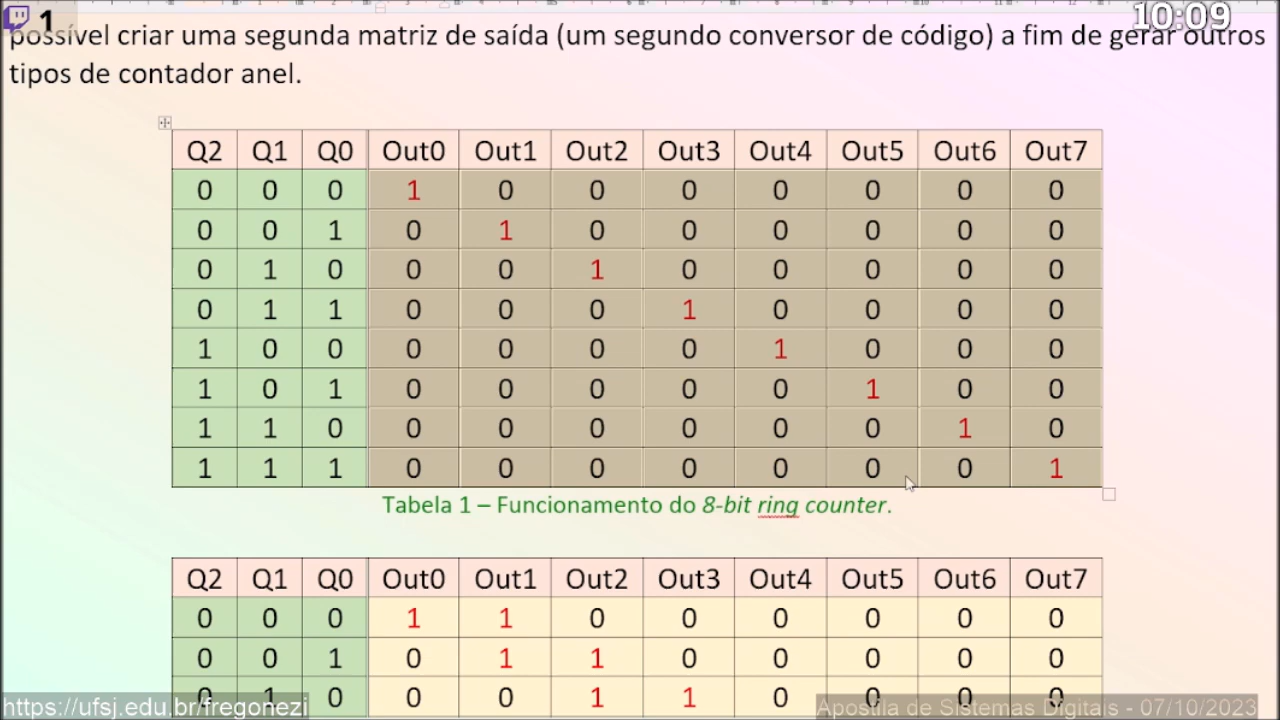 1
10:09
possível criar uma segunda matriz de saída (um segundo conversor de código) a fim de gerar outros
tipos de contador anel.
Q2 Q1 Q0 Out0 Out1 Out2 Out3 Out4 Out5 Out6 Out7
0 0 0 1 0 0 0 0 0 0 0
0 0 1 0 1 0 0 0 0 0 0
0 1 0 0 0 1 0 0 0 0 0
0 1 1 0 0 0 1 0 0 0 0
1 0 0 0 0 0 0 1 0 0 0
1 0 1 0 0 0 0 0 1 0 0
1 1 0 0 0 0 0 0 0 1 0
1 1 1 0 0 0 0 0 0 0 1
Tabela 1 – Funcionamento do 8-bit ring counter.
Q2 Q1 Q0 Out0 Out1 Out2 Out3 Out4 Out5 Out6 Out7
0 0 0 1 1 0 0 0 0 0 0
0 0 1 0 1 1 0 0 0 0 0
0 1 0 0 0 1 1 0 0 0 0
https://ufsj.edu.br/fregonezi
Apostila de Sistemas Digitais - 07/10/2023